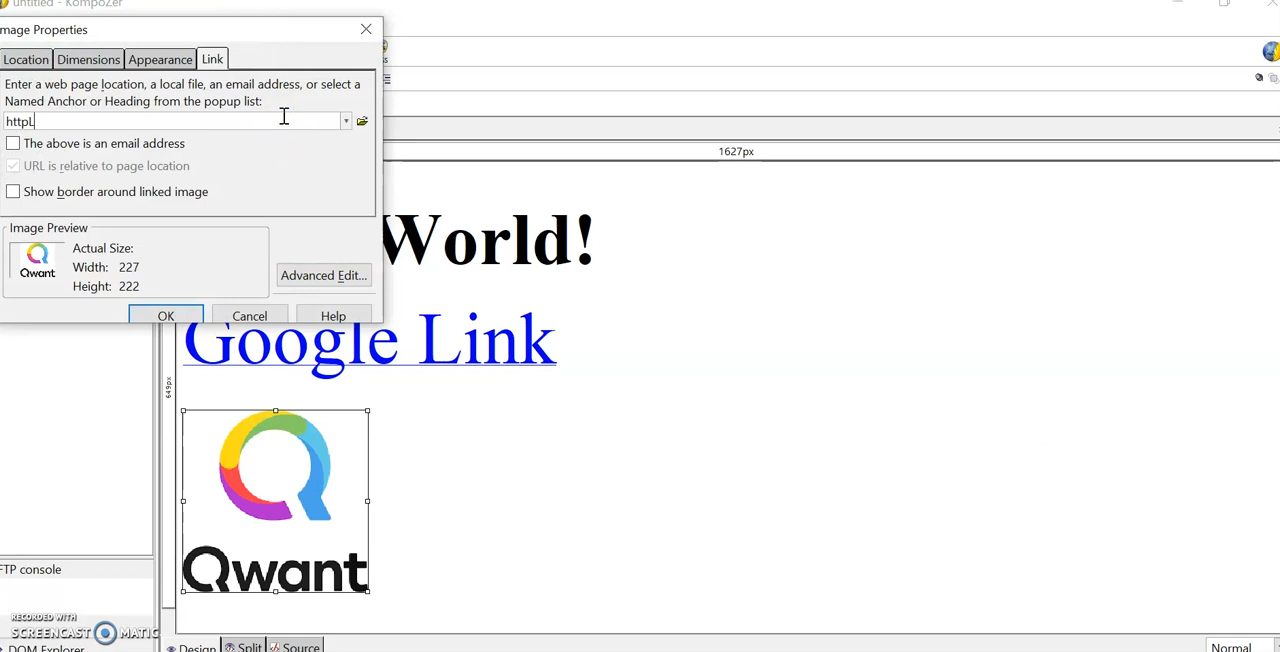 untitled - KompoZer
mage Properties
Location Dimensions Appearance Link
Enter a web page location, a local file, an email address, or select a
Named Anchor or Heading from the popup list:
httpL
The above is an email address
URL is relative to page location
Show border around linked image
Image Preview
Actual Size:
Width: 227
Height: 222
Qwant
Advanced Edit...
OK Cancel Help
1627px
World!
Google Link
649px
Qwant
FTP console
RECORDED WITH
SCREENCAST MATIC
DOM Explorer
Design Split Source
Normal